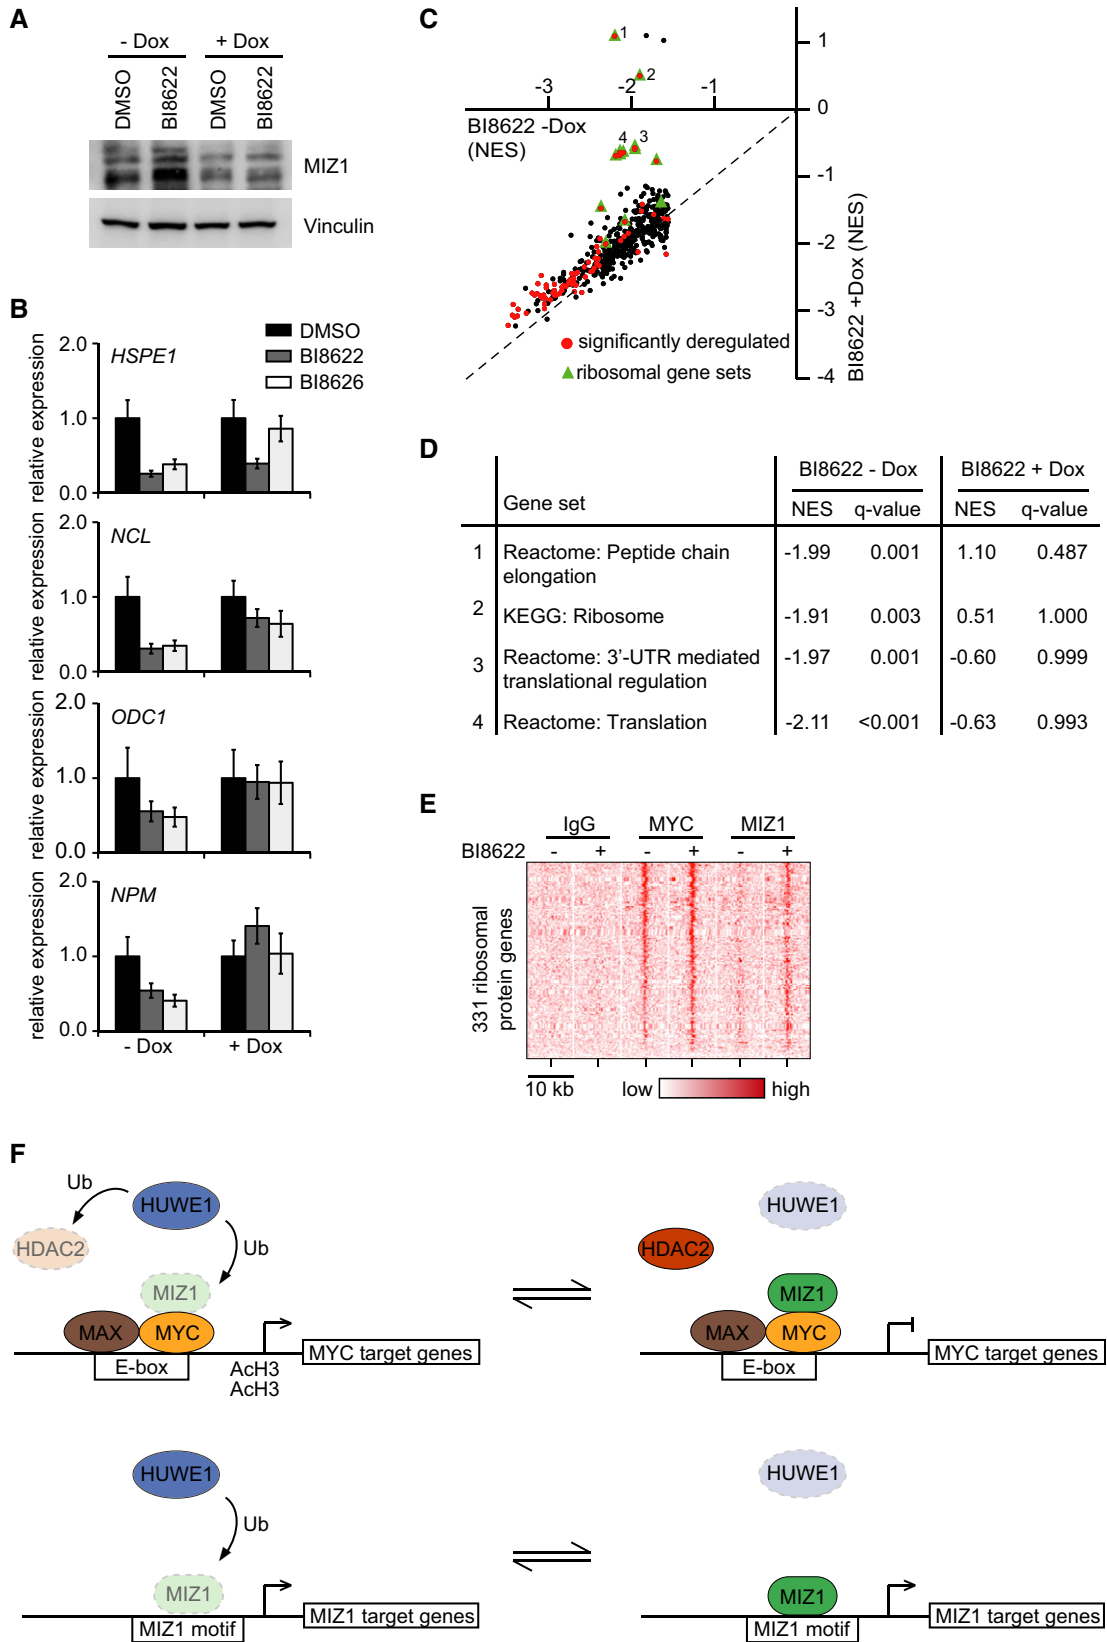 A
- Dox
+ Dox
DMSO
BI8622
DMSO
BI8622
MIZ1
Vinculin
B
DMSO
BI8622
BI8626
relative expression
2.0
1.0
0.0
HSPE1
relative expression
2.0
1.0
0.0
NCL
relative expression
2.0
1.0
0.0
ODC1
relative expression
2.0
1.0
0.0
NPM
- Dox
+ Dox
C
1
2
3
4
-3
-2
-1
1
0
-1
-2
-3
-4
BI8622 -Dox
(NES)
BI8622 +Dox (NES)
significantly deregulated
ribosomal gene sets
D
BI8622 - Dox
BI8622 + Dox
Gene set
NES
q-value
NES
q-value
1 Reactome: Peptide chain -1.99 0.001 1.10 0.487
elongation
2 KEGG: Ribosome -1.91 0.003 0.51 1.000
3 Reactome: 3'-UTR mediated -1.97 0.001 -0.60 0.999
translational regulation
4 Reactome: Translation -2.11 <0.001 -0.63 0.993
E
IgG
MYC
MIZ1
BI8622 - + - + - +
331 ribosomal
protein genes
10 kb
low
high
F
Ub
HUWE1
HDAC2
Ub
MIZ1
MAX
MYC
E-box
AcH3
AcH3
MYC target genes
HUWE1
HDAC2
MIZ1
MAX
MYC
E-box
MYC target genes
HUWE1
Ub
MIZ1
MIZ1 motif
MIZ1 target genes
HUWE1
MIZ1
MIZ1 motif
MIZ1 target genes